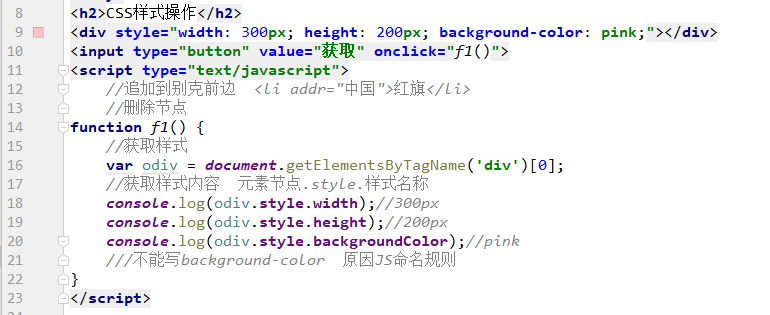 8 <h2>CSS样式操作</h2>
9 <div style="width: 300px; height: 200px; background-color: pink;"></div>
10 <input type="button" value="获取" onclick="f1()">
11 <script type="text/javascript">
12 //追加到别克前边 <li addr="中国">红旗</li>
13 //删除节点
14 function f1() {
15 //获取样式
16 var odiv = document.getElementsByTagName('div')[0];
17 //获取样式内容 元素节点.style.样式名称
18 console.log(odiv.style.width);//300px
19 console.log(odiv.style.height);//200px
20 console.log(odiv.style.backgroundColor);//pink
21 ///不能写background-color 原因JS命名规则
22 }
23 </script>